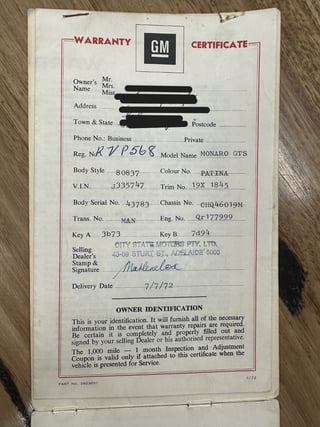 WARRANTY GM CERTIFICATE
Owner's Name Mr. Mrs. Miss
Address
Town & State Postcode
Phone No.: Business Private
Reg. No. RVP568 Model Name MONARO GTS
Body Style 80837 Colour No. PATINA
V.I.N. J335747 Trim No. 19X 1845
Body Serial No. 43783 Chassis No. CHQ46019M
Trans. No. MAN Eng. No. Qr177999
Key A 3b73 Key B 7d94
Selling Dealer's Stamp & Signature CITY STATE MOTORS PTY. LTD.
43-59 STURT ST., ADELAIDE 5000
Delivery Date 7/7/72
OWNER IDENTIFICATION
This is your identification. It will furnish all of the necessary
information in the event that warranty repairs are required.
Be certain it is completely and properly filled out and
signed by your selling Dealer or his authorised representative.
The 1,000 mile — 1 month Inspection and Adjustment
Coupon is valid only if attached to this certificate when the
vehicle is presented for Service.
PART NO.